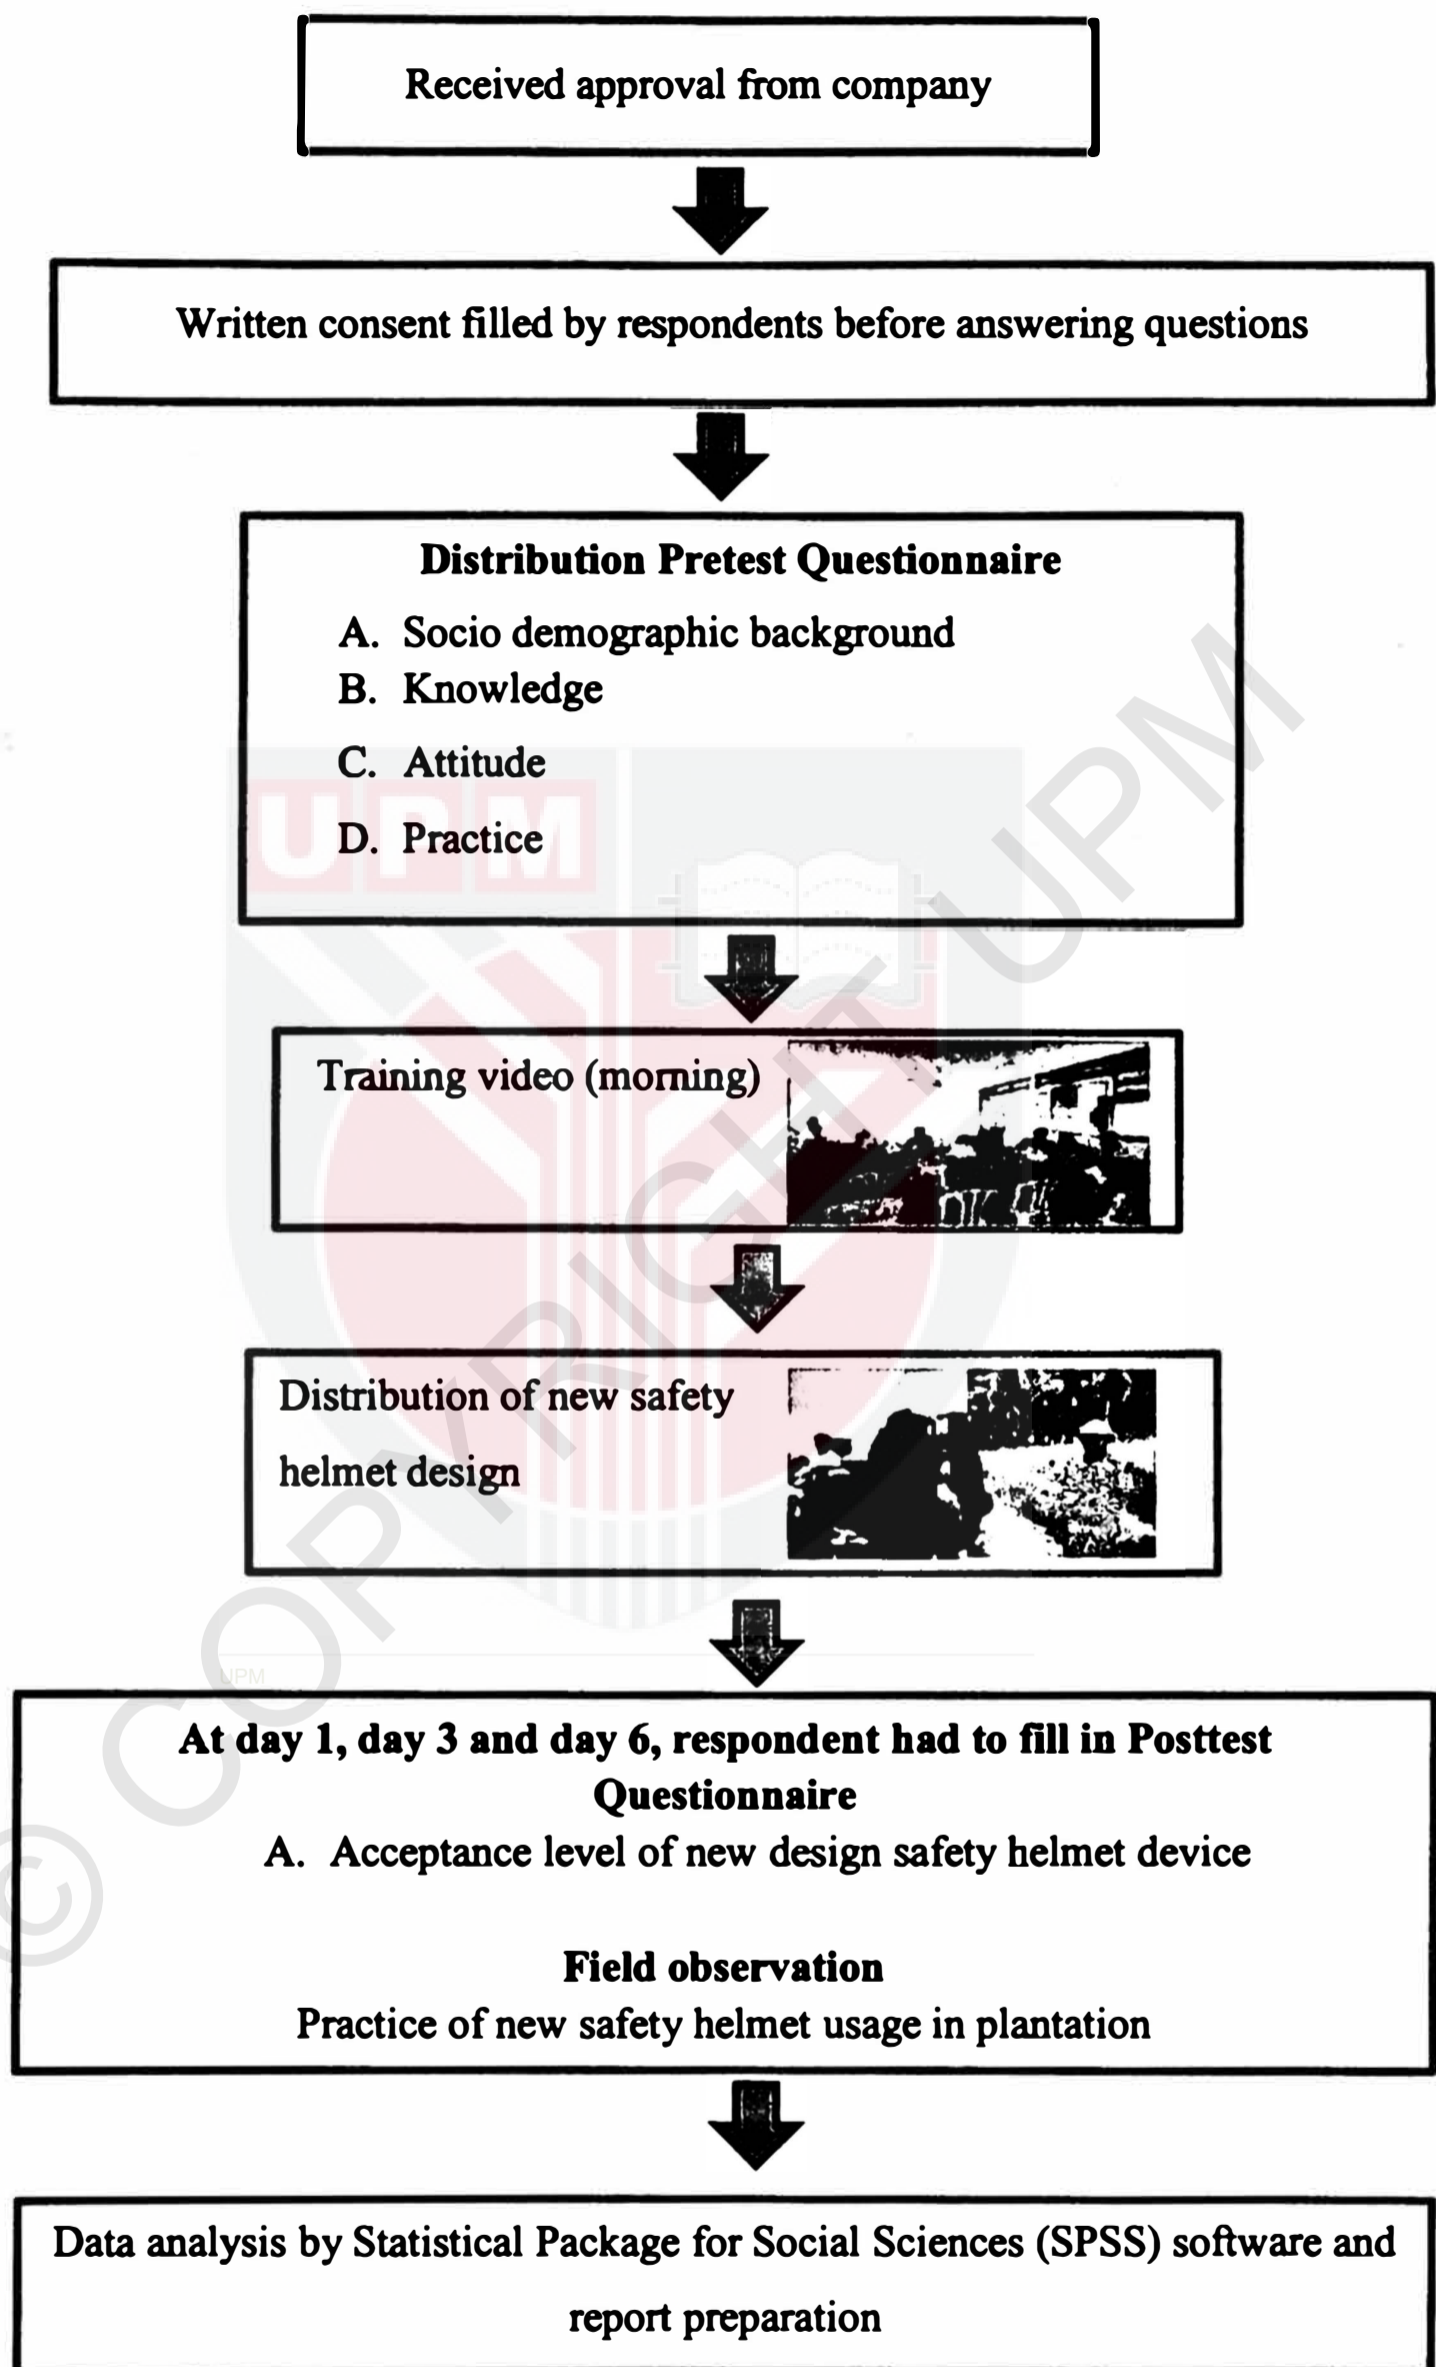 Received approval from company
Written consent filled by respondents before answering questions
Distribution Pretest Questionnaire
A. Socio demographic background
B. Knowledge
C. Attitude
D. Practice
UPM
Training video (morning)
Distribution of new safety
helmet design
UPM
At day 1, day 3 and day 6, respondent had to fill in Posttest
Questionnaire
A. Acceptance level of new design safety helmet device
Field observation
Practice of new safety helmet usage in plantation
Data analysis by Statistical Package for Social Sciences (SPSS) software and
report preparation
© COPYRIGHT UPM